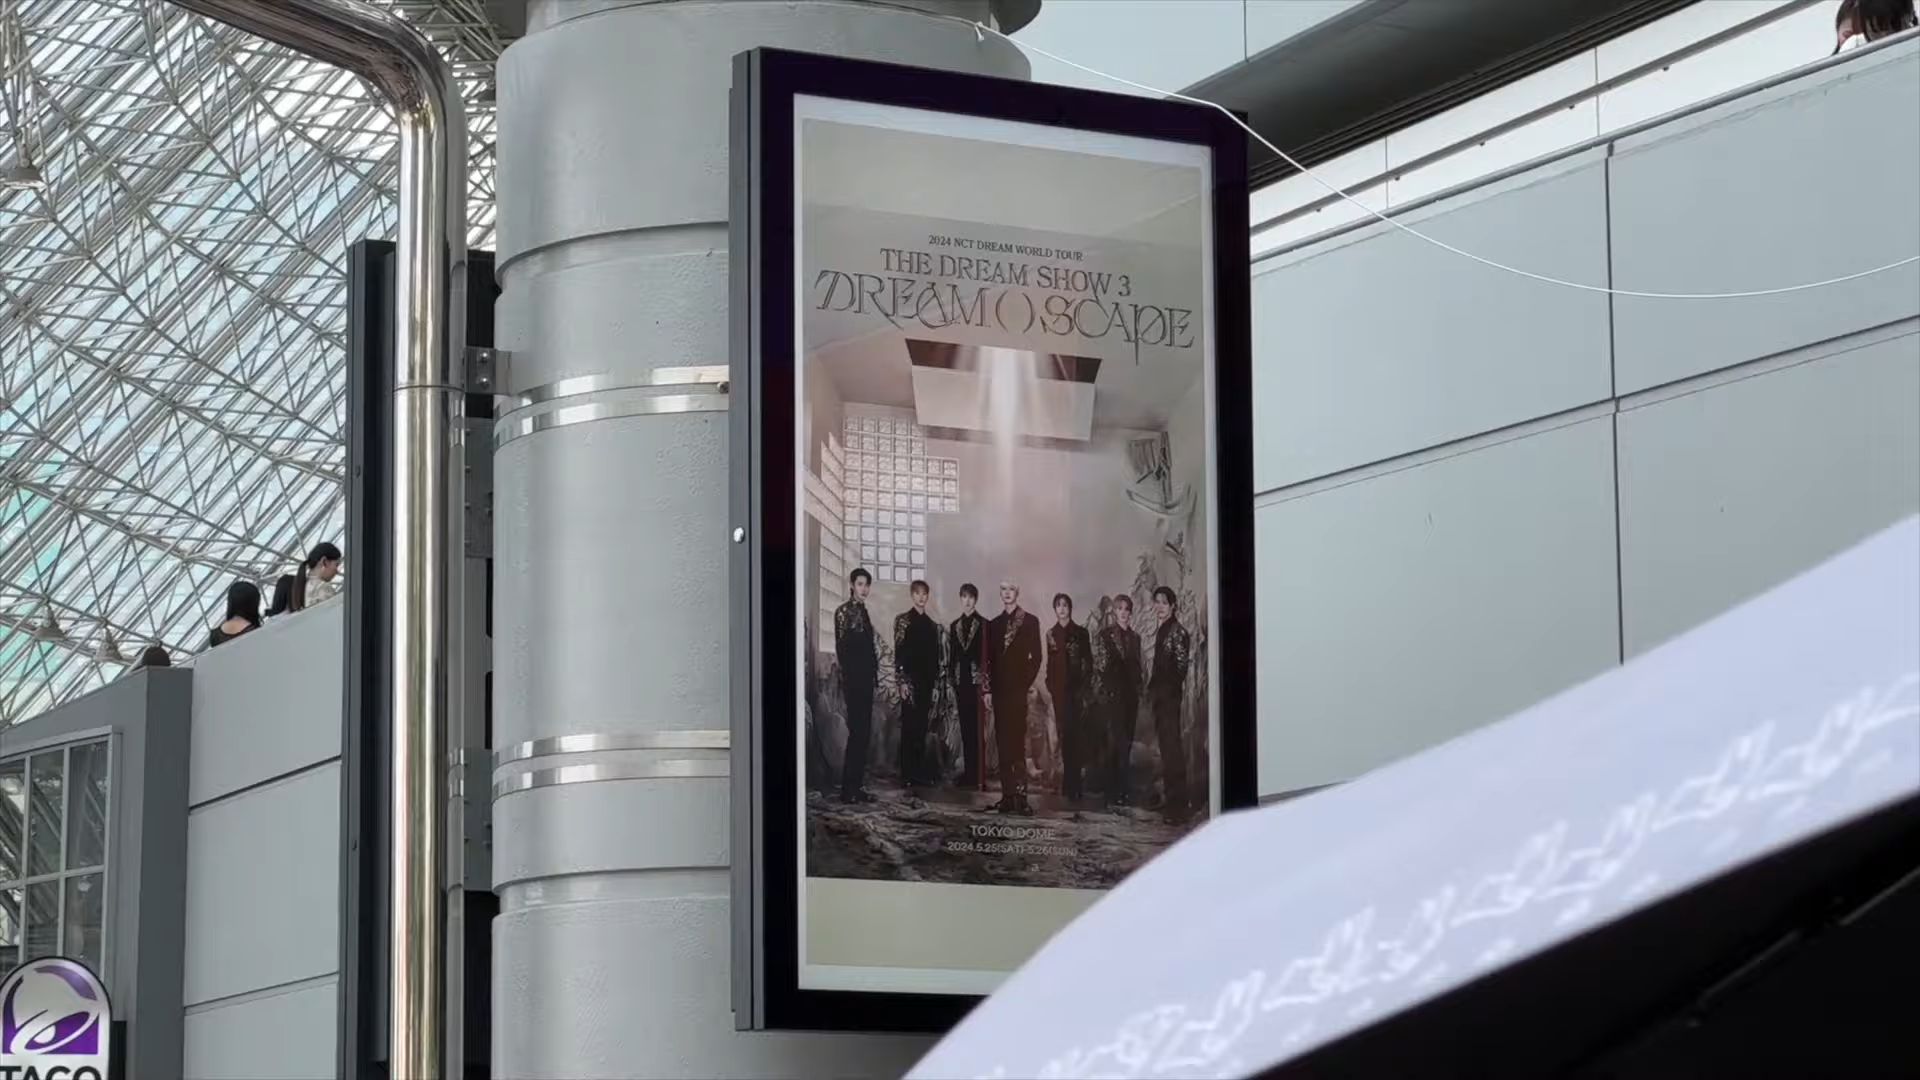 2024 NCT DREAM WORLD TOUR
THE DREAM SHOW 3
DREAM( )SCAPE
TOKYO DOME
2024.5.25(SAT)-5.26(SUN)
TACO